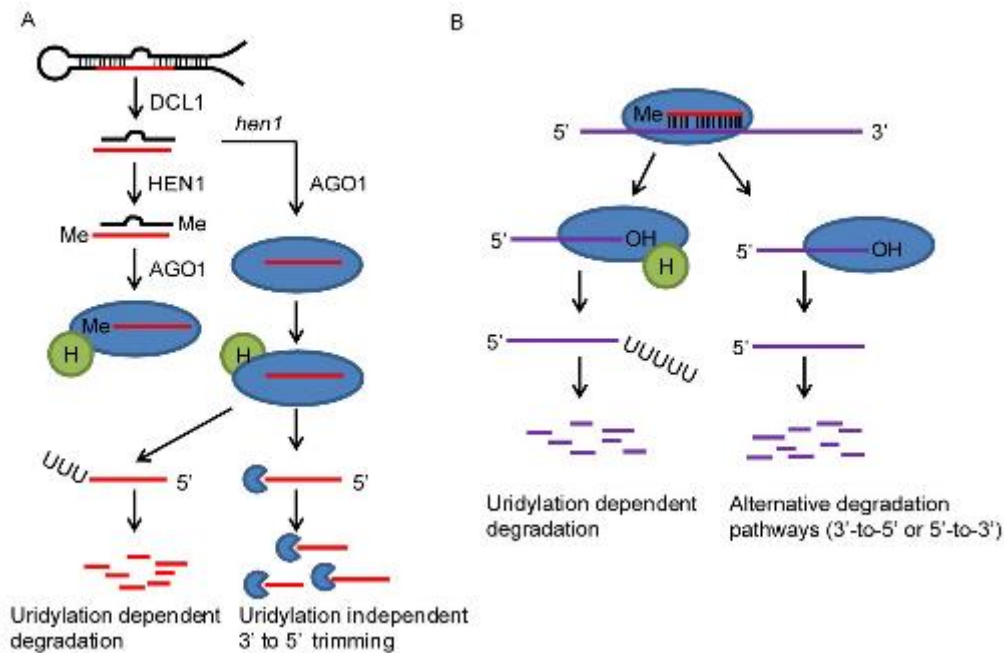 A
DCL1
hen1
HEN1
AGO1
Me
Me
AGO1
Me
H
H
UUU
5’
5’
Uridylation dependent
degradation
Uridylation independent
3’ to 5’ trimming
B
Me
5’
3’
5’
OH
H
5’
OH
5’
UUUUU
5’
Uridylation dependent
degradation
Alternative degradation
pathways (3’-to-5’ or 5’-to-3’)